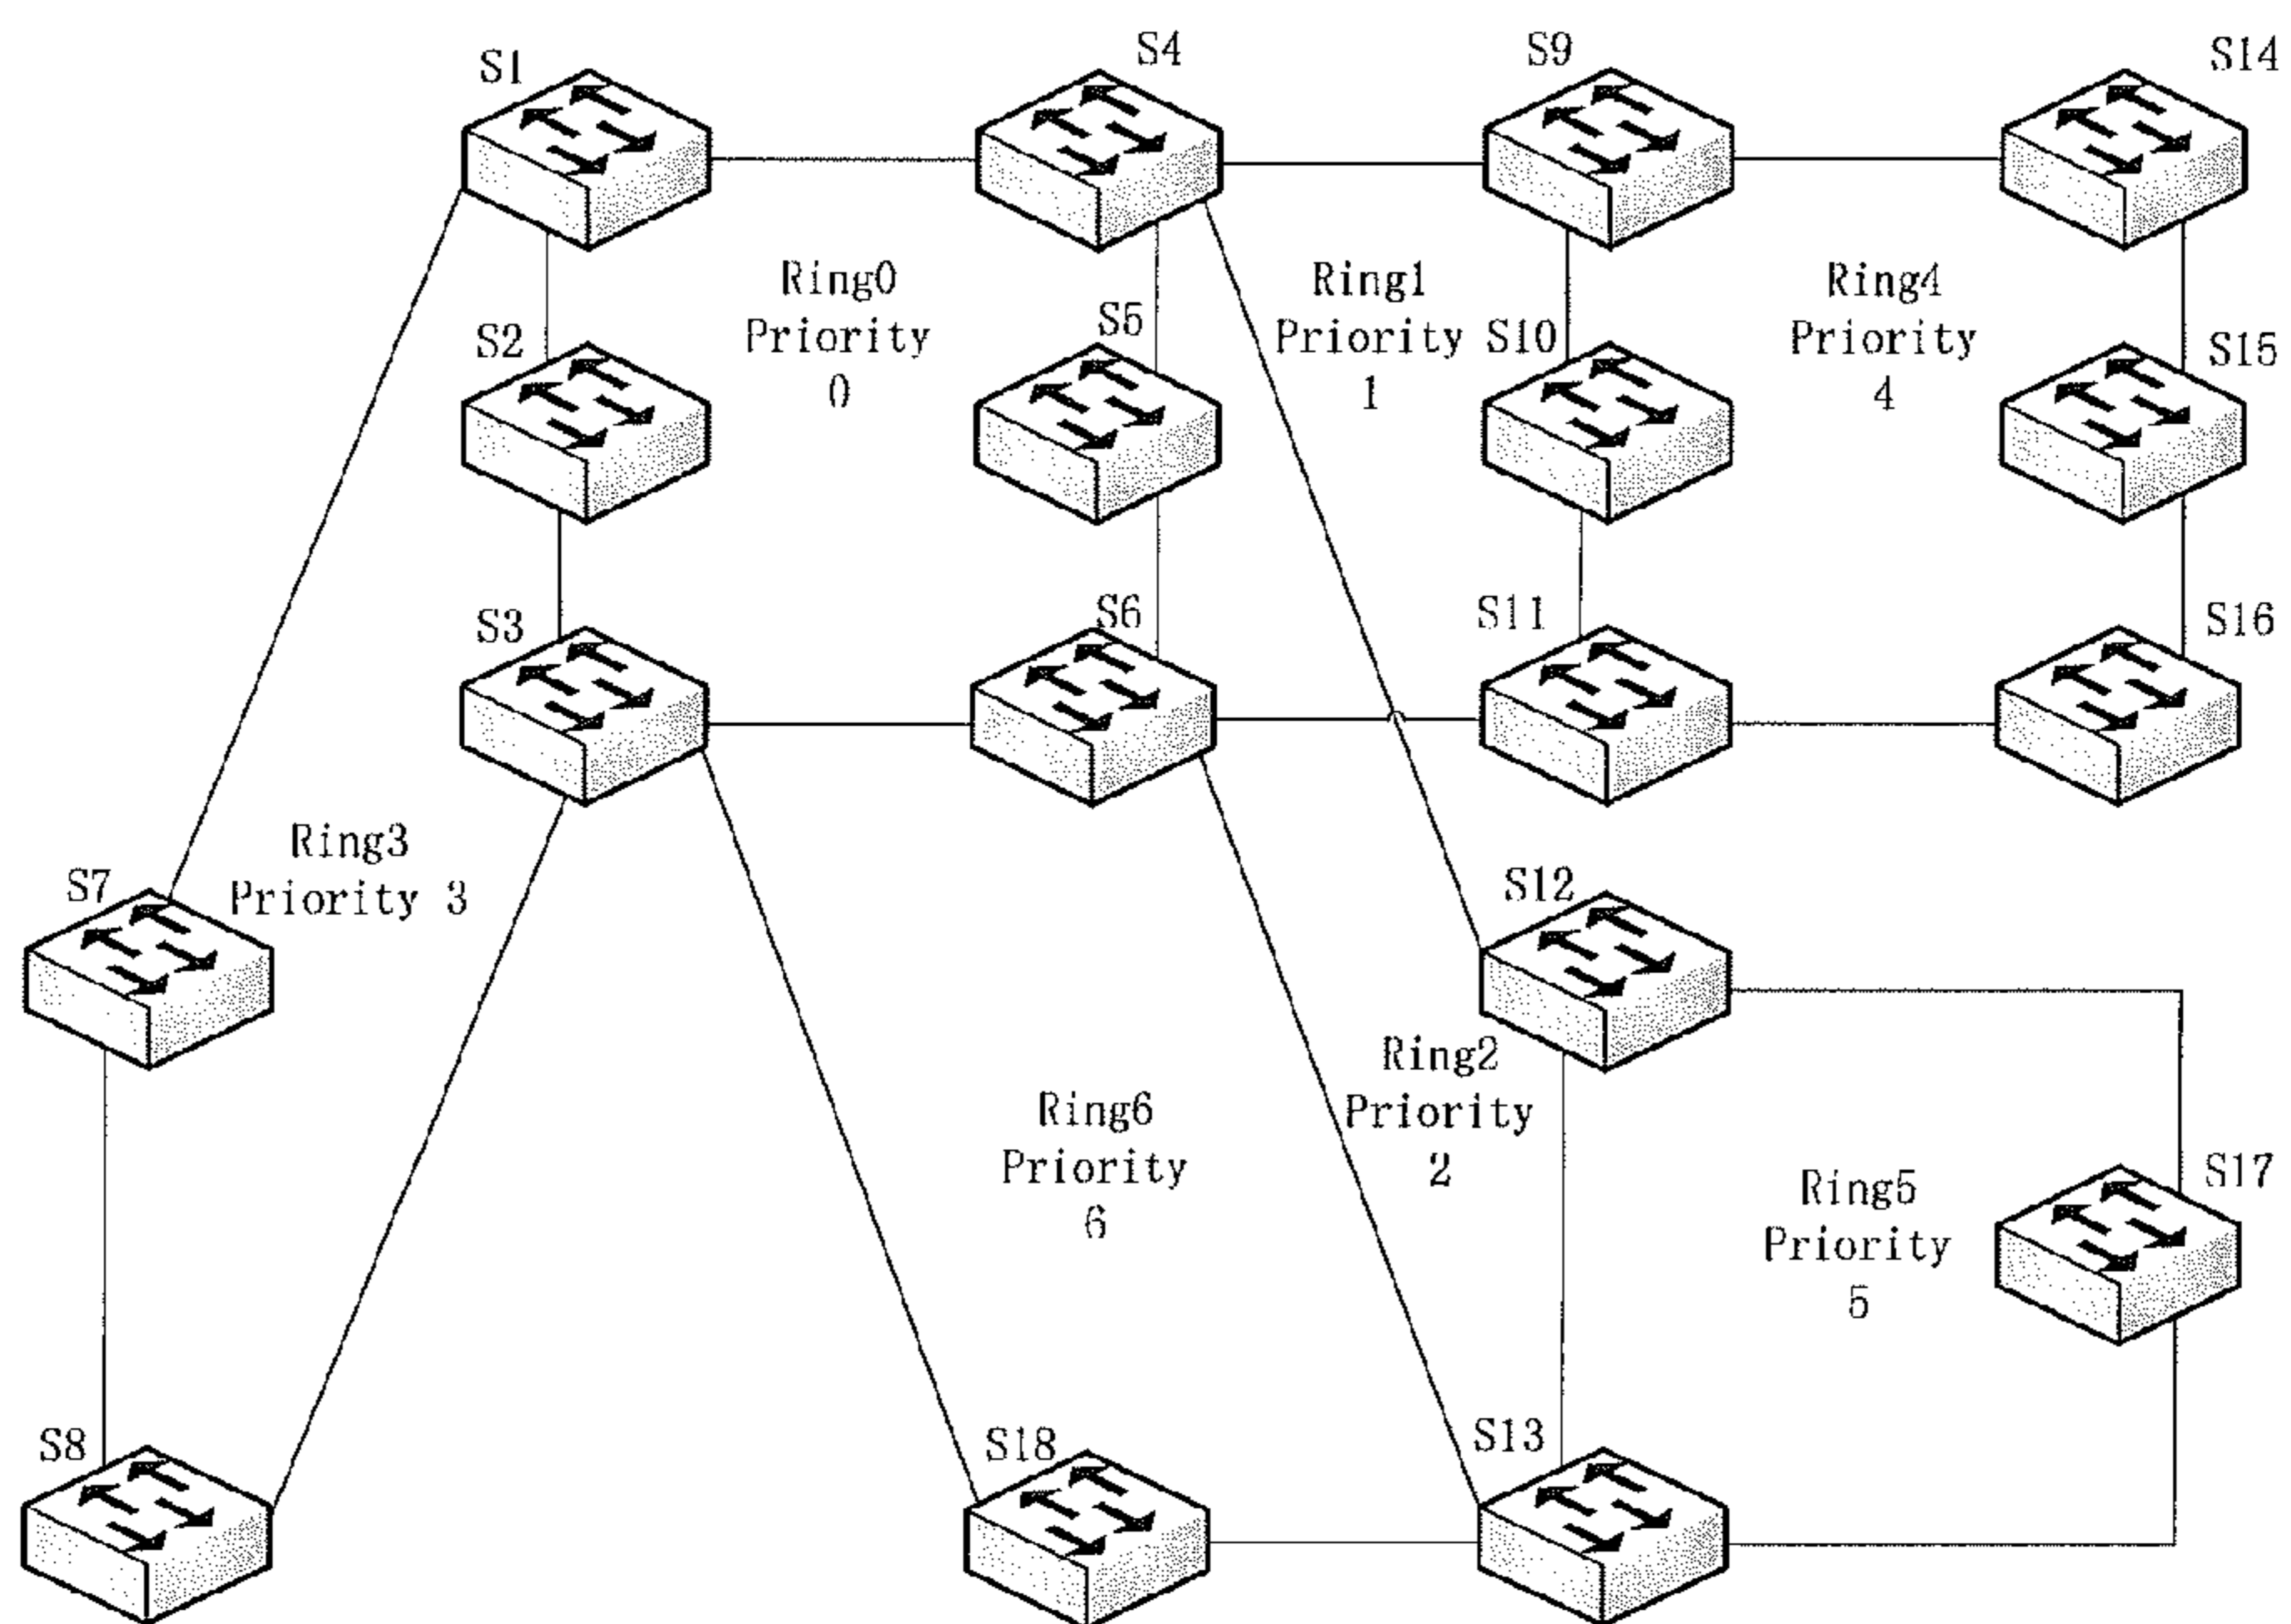 S1
S4
S9
S14
Ring0
Priority
0
Ring1
Priority
1
Ring4
Priority
4
S2
S5
S10
S15
S3
S6
S11
S16
Ring3
Priority 3
S7
S12
Ring6
Priority
6
Ring2
Priority
2
Ring5
Priority
5
S17
S8
S18
S13